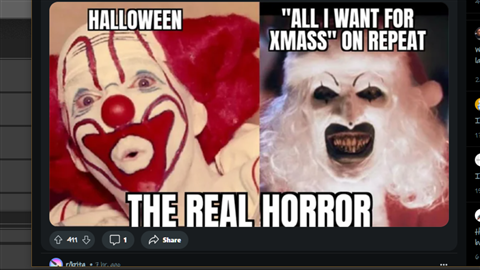 HALLOWEEN
"ALL I WANT FOR
XMASS" ON REPEAT
THE REAL HORROR
411
1
Share